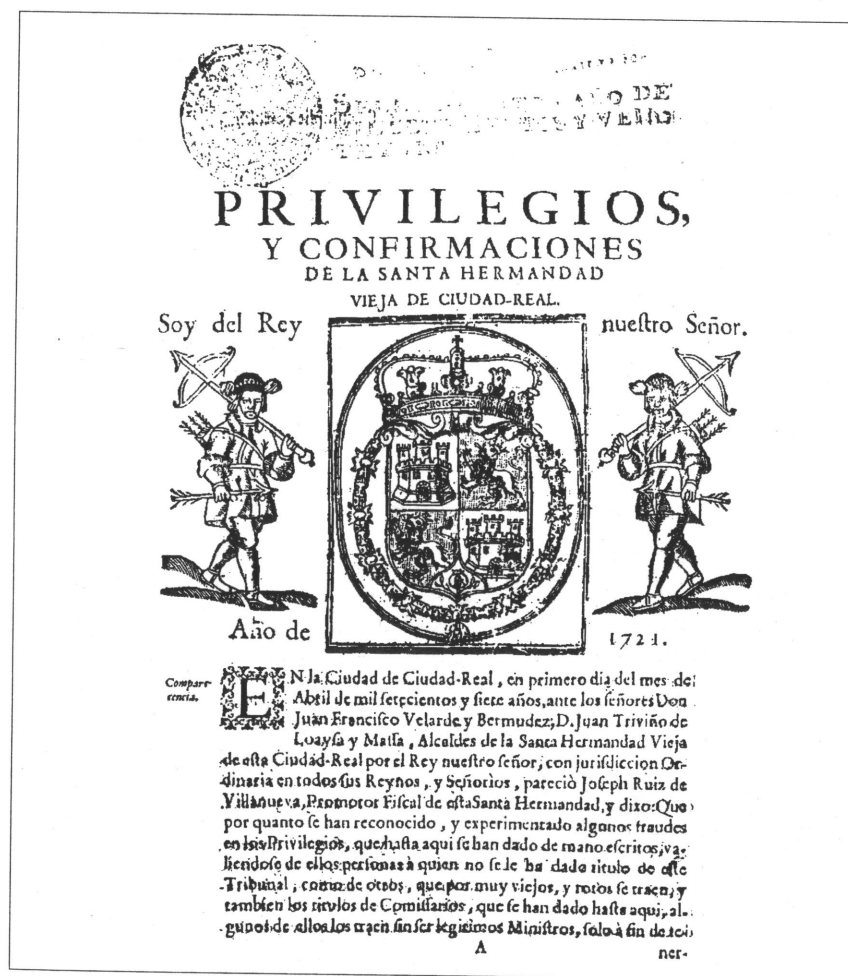 DE
Y VEINT
PRIVILEGIOS,
Y CONFIRMACIONES
DE LA SANTA HERMANDAD
VIEJA DE CIUDAD-REAL.
Soy del Rey nueſtro Señor.
Año de 1721.
Compare-
cencia.
EN la Ciudad de Ciudad-Real, en primero dia del mes de
Abril de mil ſetecientos y ſiete años, ante los ſeñores Don
Juan Franciſco Velarde y Bermudez; D. Juan Triviño de
Loayſa y Matſa, Alcaldes de la Santa Hermandad Vieja
de eſta Ciudad-Real por el Rey nueſtro ſeñor, con juriſdiccion Or-
dinaria en todos ſus Reynos, y Señorios, pareciò Joſeph Ruiz de
Villanueva, Promotor Fiſcal de eſta Santa Hermandad, y dixo: Que
por quanto ſe han reconocido, y experimentado algunos fraudes
en los Privilegios, que haſta aqui ſe han dado de mano eſcritos, va-
liendoſe de ellos perſonas à quien no ſe le ha dado titulo de eſte
Tribunal, como de otros, que por muy viejos, y rotos ſe traen, y
tambien los titulos de Comiſſarios, que ſe han dado haſta aqui, al-
gunos de ellos los traen ſin ſer legitimos Miniſtros, ſolo à fin de
A
ner-